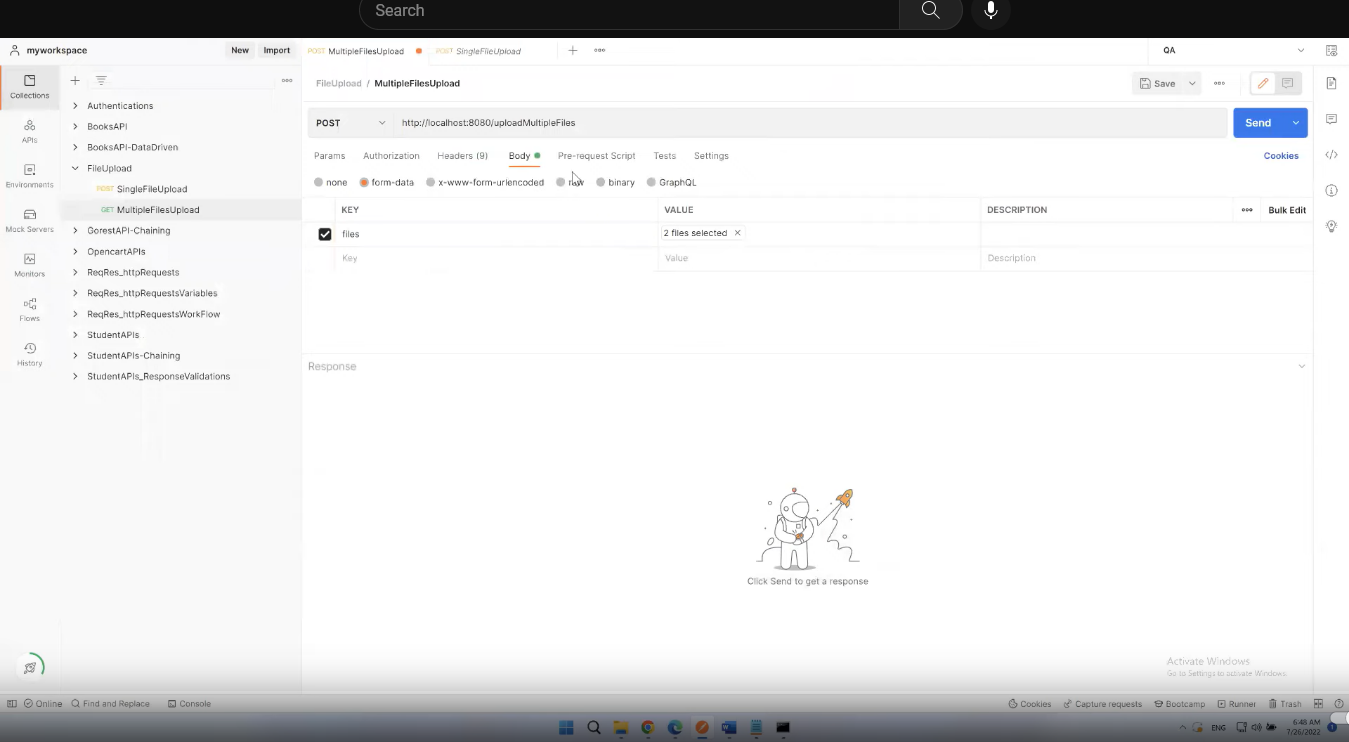 Search
myworkspace
New
Import
POST MultipleFilesUpload
POST SingleFileUpload
QA
Collections
APIs
Environments
Mock Servers
Monitors
Flows
History
Authentications
BooksAPI
BooksAPI-DataDriven
FileUpload
POST SingleFileUpload
GET MultipleFilesUpload
GorestAPI-Chaining
OpencartAPIs
ReqRes_httpRequests
ReqRes_httpRequestsVariables
ReqRes_httpRequestsWorkFlow
StudentAPIs
StudentAPIs-Chaining
StudentAPIs_ResponseValidations
FileUpload / MultipleFilesUpload
Save
POST
http://localhost:8080/uploadMultipleFiles
Send
Params Authorization Headers (9) Body Pre-request Script Tests Settings
Cookies
none form-data x-www-form-urlencoded raw binary GraphQL
KEY VALUE DESCRIPTION
Bulk Edit
files 2 files selected
Key Value Description
Response
Click Send to get a response
Activate Windows
Go to Settings to activate Windows.
Online Find and Replace Console
Cookies Capture requests Bootcamp Runner Trash
ENG
6:48 AM
7/26/2022